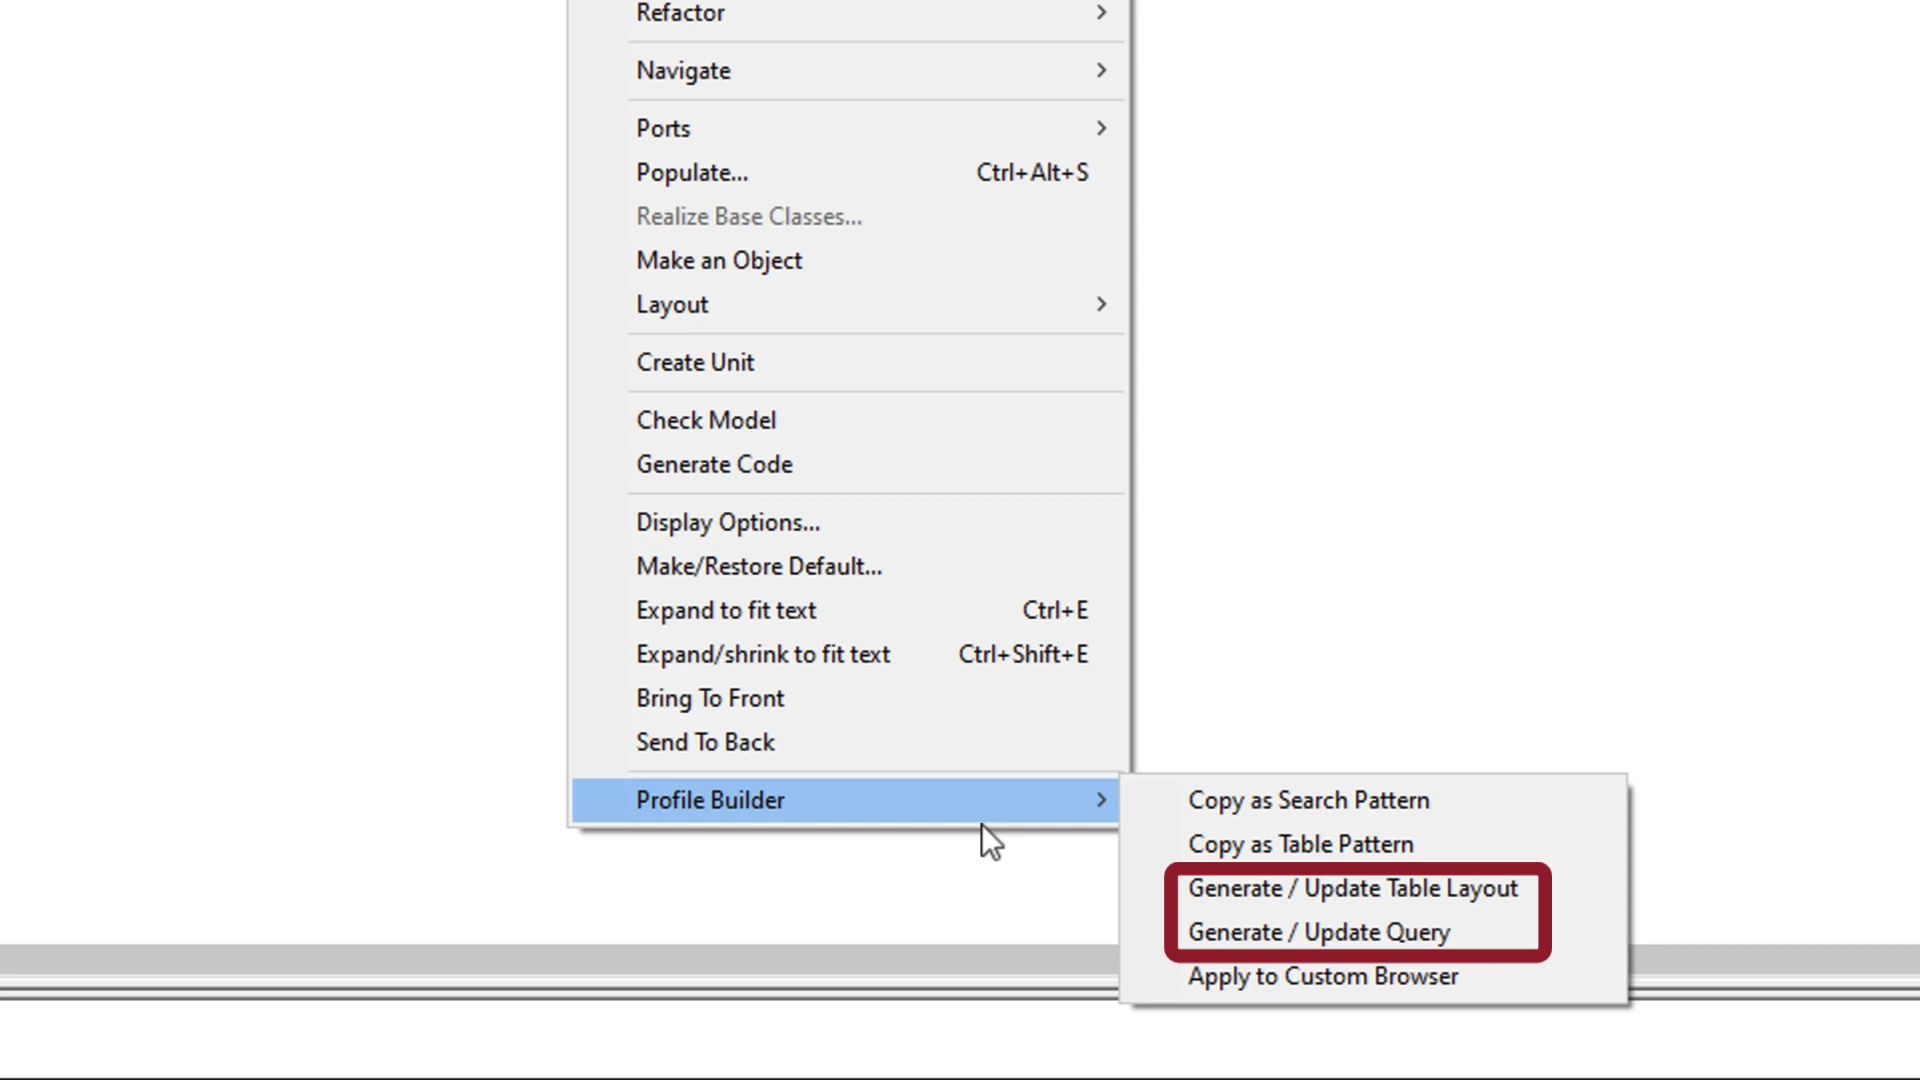 Refactor
Navigate
Ports
Populate... Ctrl+Alt+S
Realize Base Classes...
Make an Object
Layout
Create Unit
Check Model
Generate Code
Display Options...
Make/Restore Default...
Expand to fit text Ctrl+E
Expand/shrink to fit text Ctrl+Shift+E
Bring To Front
Send To Back
Profile Builder
Copy as Search Pattern
Copy as Table Pattern
Generate / Update Table Layout
Generate / Update Query
Apply to Custom Browser